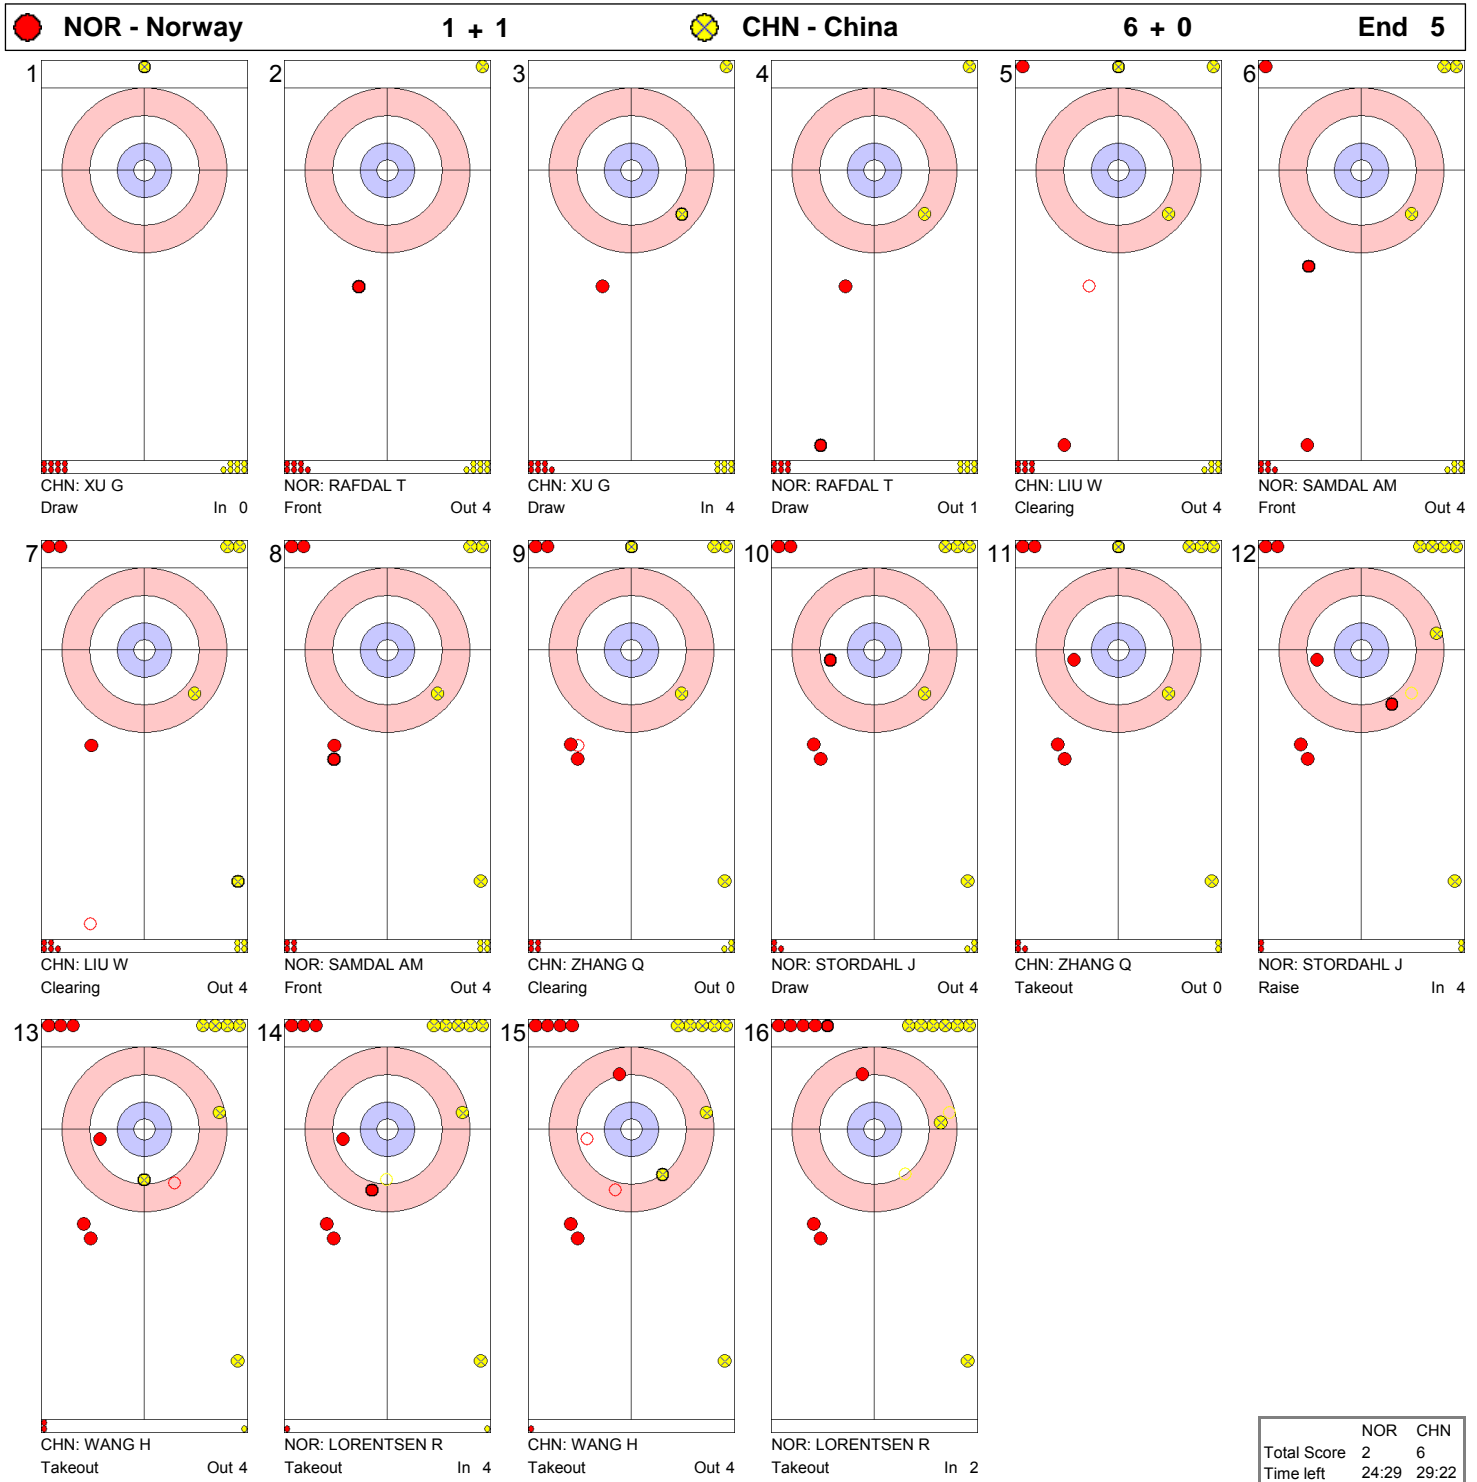 NOR - Norway 1 + 1 CHN - China 6 + 0 End 5
1 2 3 4 5 6
CHN: XU G NOR: RAFDAL T CHN: XU G NOR: RAFDAL T CHN: LIU W NOR: SAMDAL AM
Draw In 0 Front Out 4 Draw In 4 Draw Out 1 Clearing Out 4 Front Out 4
7 8 9 10 11 12
CHN: LIU W NOR: SAMDAL AM CHN: ZHANG Q NOR: STORDAHL J CHN: ZHANG Q NOR: STORDAHL J
Clearing Out 4 Front Out 4 Clearing Out 0 Draw Out 4 Takeout Out 0 Raise In 4
13 14 15 16
CHN: WANG H NOR: LORENTSEN R CHN: WANG H NOR: LORENTSEN R
Takeout Out 4 Takeout In 4 Takeout Out 4 Takeout In 2
NOR CHN
Total Score 2 6
Time left 24:29 29:22